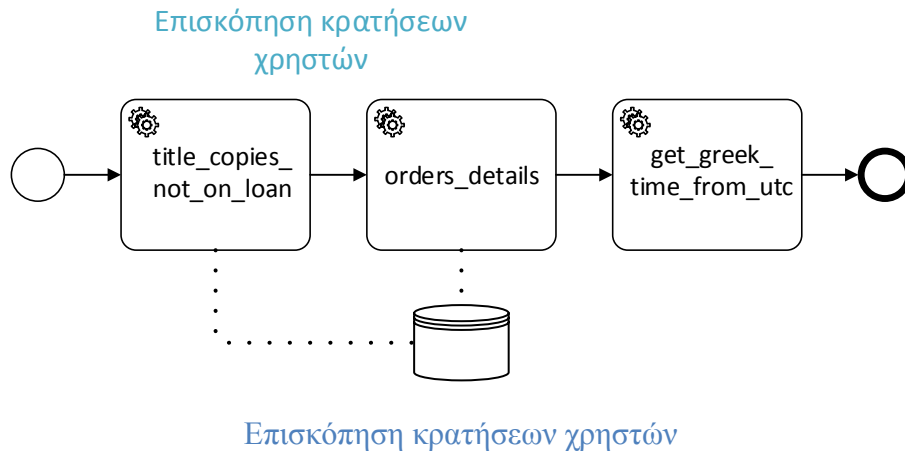 Επισκόπηση κρατήσεων
χρηστών
title_copies_
not_on_loan
orders_details
get_greek_
time_from_utc
Επισκόπηση κρατήσεων χρηστών